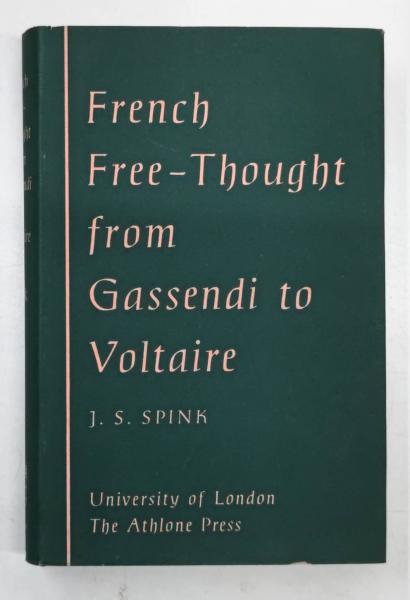 French
Free-Thought
from
Gassendi to
Voltaire
J. S. SPINK
University of London
The Athlone Press